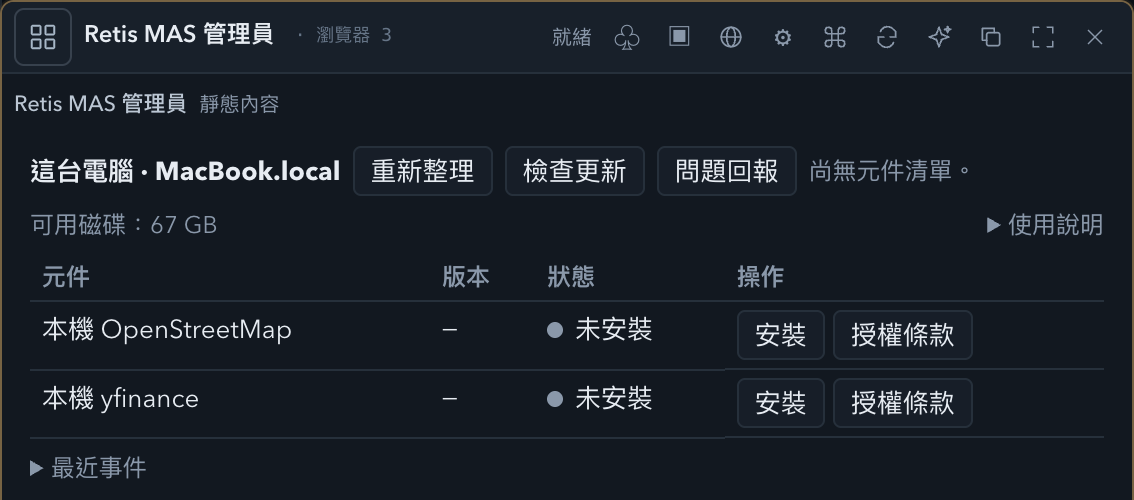 Retis MAS 管理員 · 瀏覽器 3 就緒
Retis MAS 管理員 靜態內容
這台電腦 · MacBook.local 重新整理 檢查更新 問題回報 尚無元件清單。
可用磁碟：67 GB ▶ 使用說明
元件 版本 狀態 操作
本機 OpenStreetMap — ● 未安裝 安裝 授權條款
本機 yfinance — ● 未安裝 安裝 授權條款
▶ 最近事件